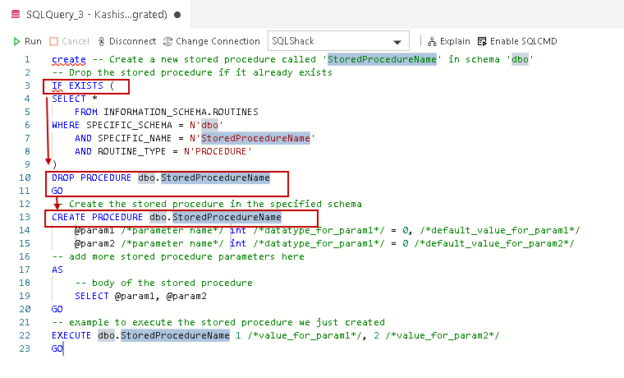 SQLQuery_3 - Kashis...grated) ●
Run Cancel Disconnect Change Connection SQLShack Explain Enable SQLCMD
1 create -- Create a new stored procedure called 'StoredProcedureName' in schema 'dbo'
2 -- Drop the stored procedure if it already exists
3 IF EXISTS (
4 SELECT *
5 FROM INFORMATION_SCHEMA.ROUTINES
6 WHERE SPECIFIC_SCHEMA = N'dbo'
7 AND SPECIFIC_NAME = N'StoredProcedureName'
8 AND ROUTINE_TYPE = N'PROCEDURE'
9 )
10 DROP PROCEDURE dbo.StoredProcedureName
11 GO
12 Create the stored procedure in the specified schema
13 CREATE PROCEDURE dbo.StoredProcedureName
14 @param1 /*parameter name*/ int /*datatype_for_param1*/ = 0, /*default_value_for_param1*/
15 @param2 /*parameter name*/ int /*datatype_for_param1*/ = 0 /*default_value_for_param2*/
16 -- add more stored procedure parameters here
17 AS
18 -- body of the stored procedure
19 SELECT @param1, @param2
20 GO
21 -- example to execute the stored procedure we just created
22 EXECUTE dbo.StoredProcedureName 1 /*value_for_param1*/, 2 /*value_for_param2*/
23 GO